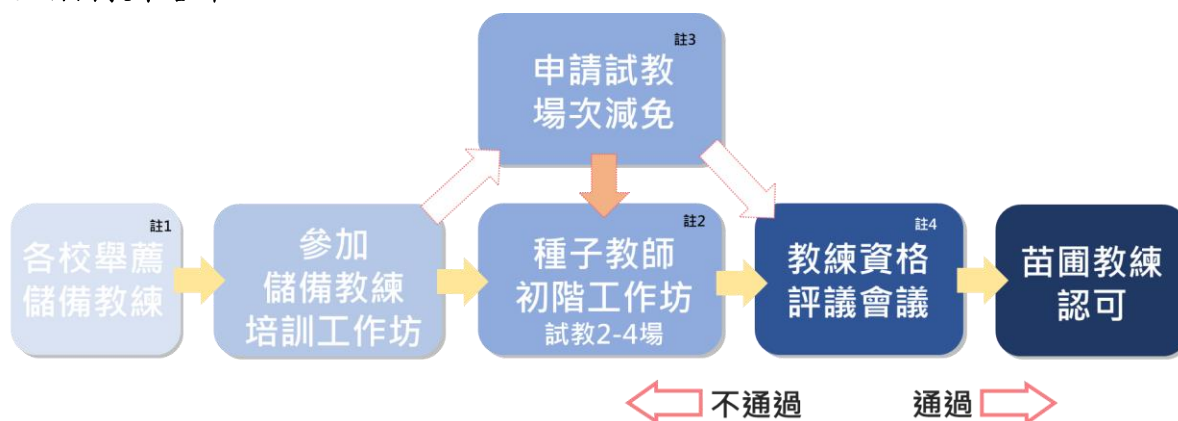 註3
申請試教
場次減免
註1
各校舉薦
儲備教練
參加
儲備教練
培訓工作坊
註2
種子教師
初階工作坊
試教2-4場
註4
教練資格
評議會議
苗圃教練
認可
不通過
通過